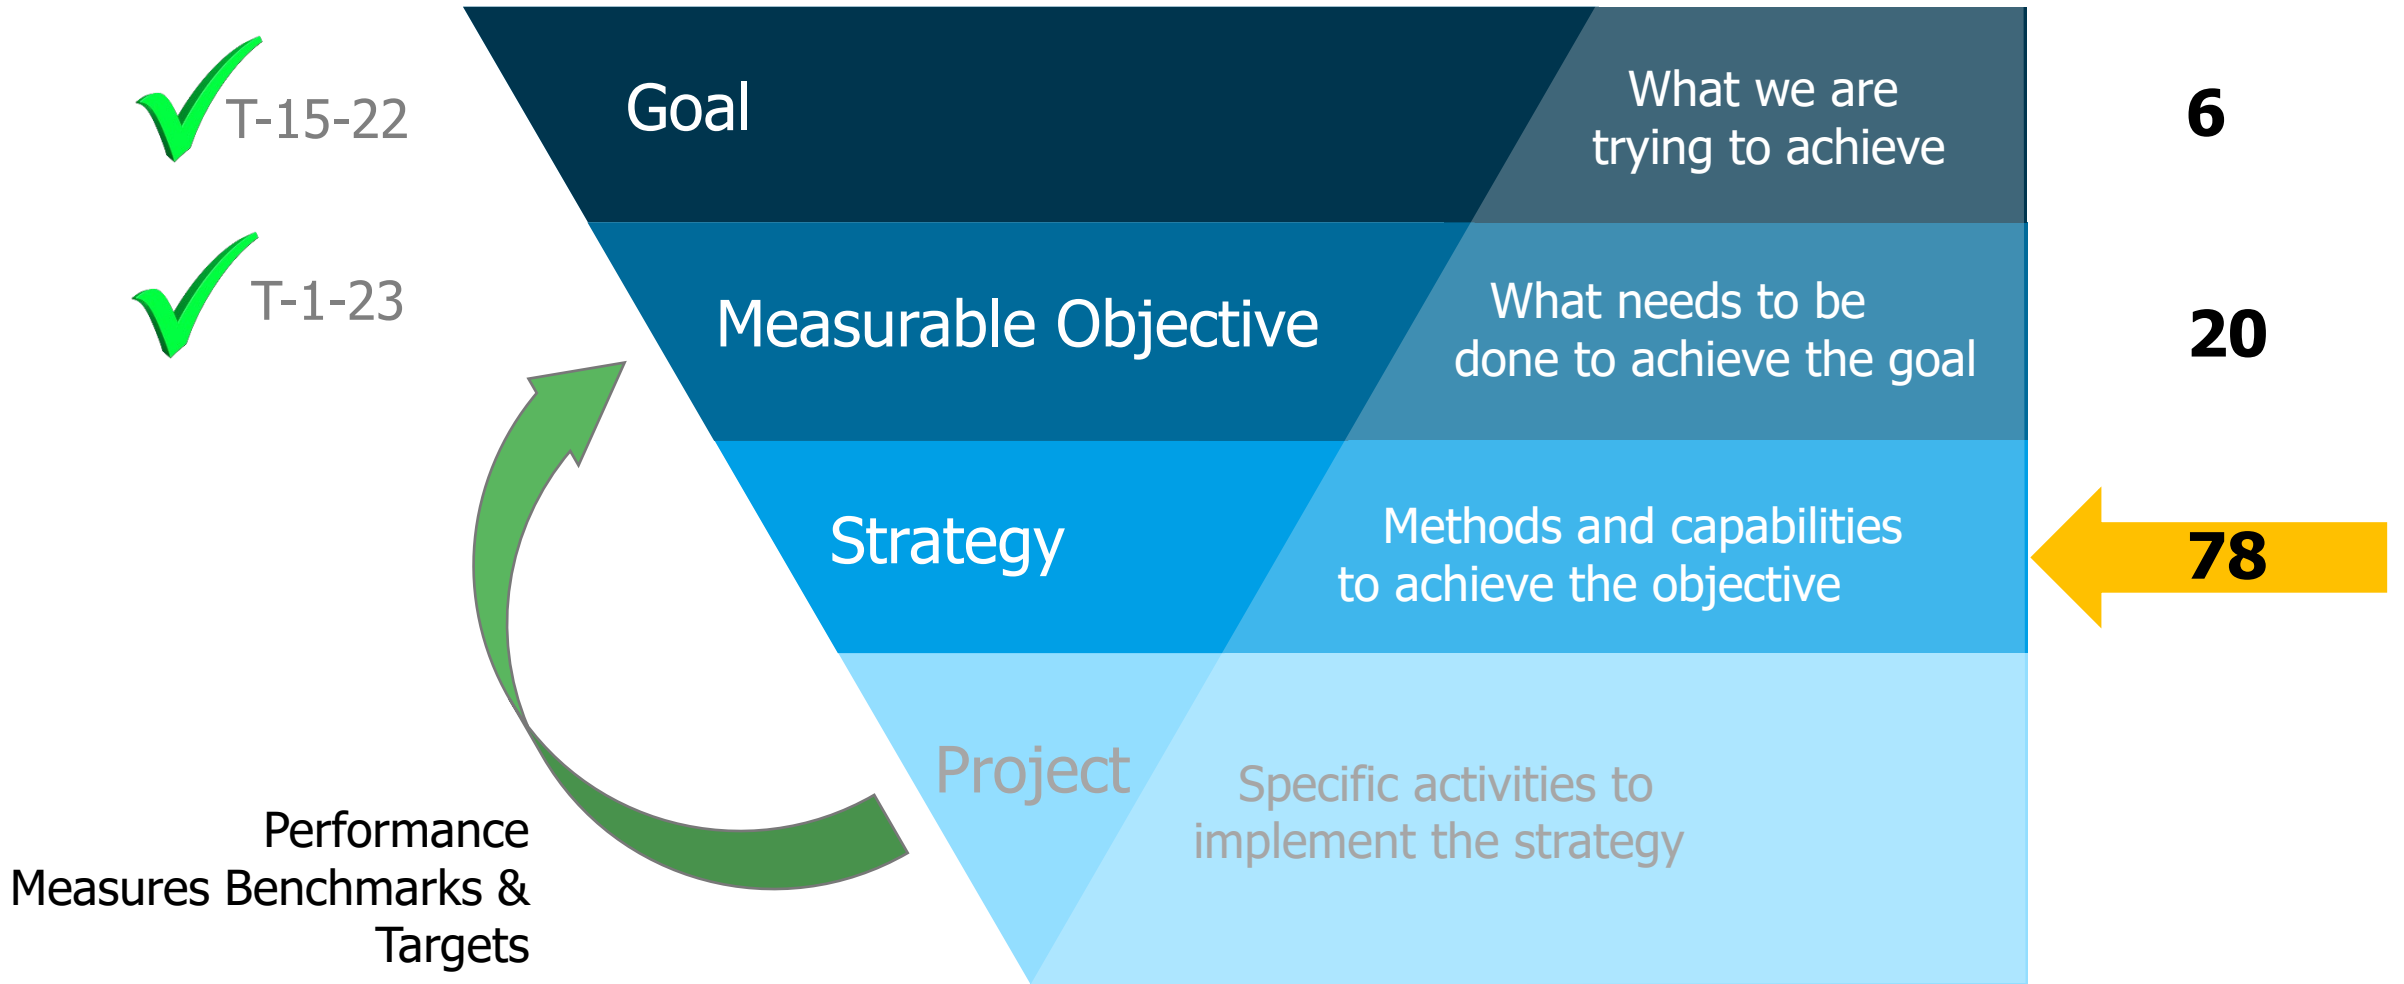 T-15-22
Goal
What we are
trying to achieve
6
T-1-23
Measurable Objective
What needs to be
done to achieve the goal
20
Strategy
Methods and capabilities
to achieve the objective
78
Project
Specific activities to
implement the strategy
Performance
Measures Benchmarks &
Targets